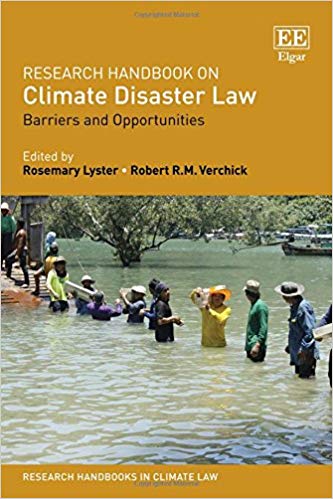 EE
Elgar
RESEARCH HANDBOOK ON
Climate Disaster Law
Barriers and Opportunities
Edited by
Rosemary Lyster • Robert R.M. Verchick
RESEARCH HANDBOOKS IN CLIMATE LAW